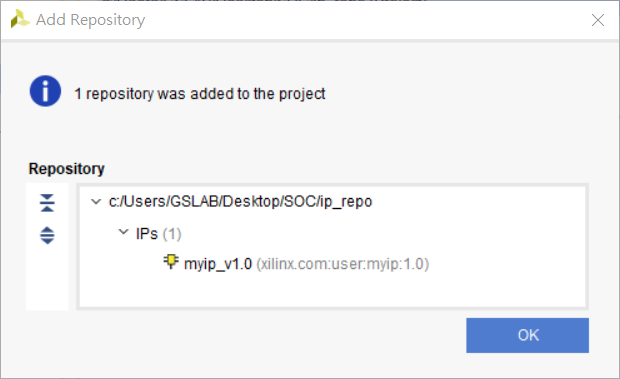 Add Repository
1 repository was added to the project
Repository
c:/Users/GSLAB/Desktop/SOC/ip_repo
IPs (1)
myip_v1.0 (xilinx.com:user:myip:1.0)
OK